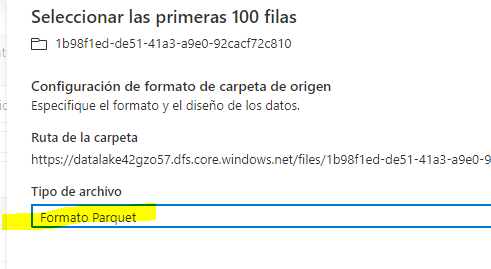 Seleccionar las primeras 100 filas
1b98f1ed-de51-41a3-a9e0-92cacf72c810
Configuración de formato de carpeta de origen
Especifique el formato y el diseño de los datos.
Ruta de la carpeta
https://datalake42gzo57.dfs.core.windows.net/files/1b98f1ed-de51-41a3-a9e0-9
Tipo de archivo
Formato Parquet